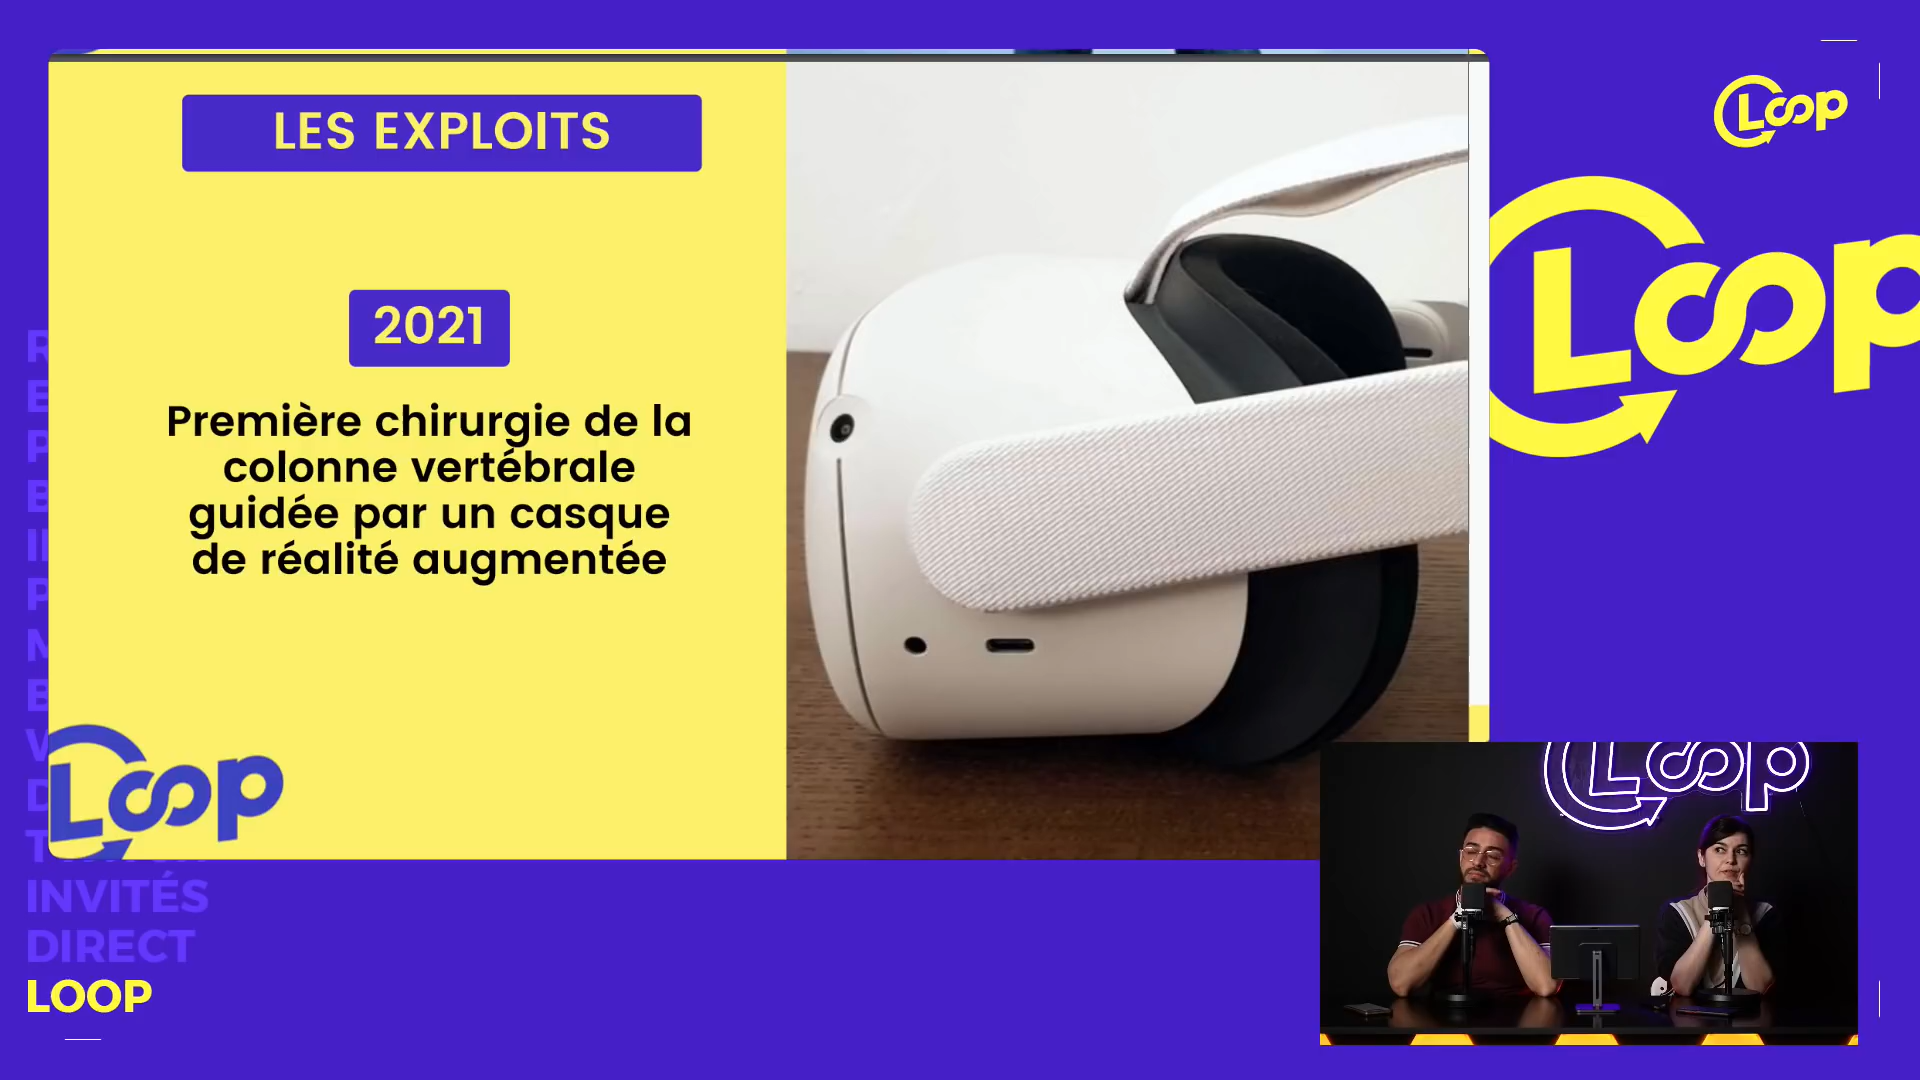 LES EXPLOITS
2021
Première chirurgie de la
colonne vertébrale
guidée par un casque
de réalité augmentée
Loop
Loop
Loop
Loop
INVITÉS
DIRECT
LOOP